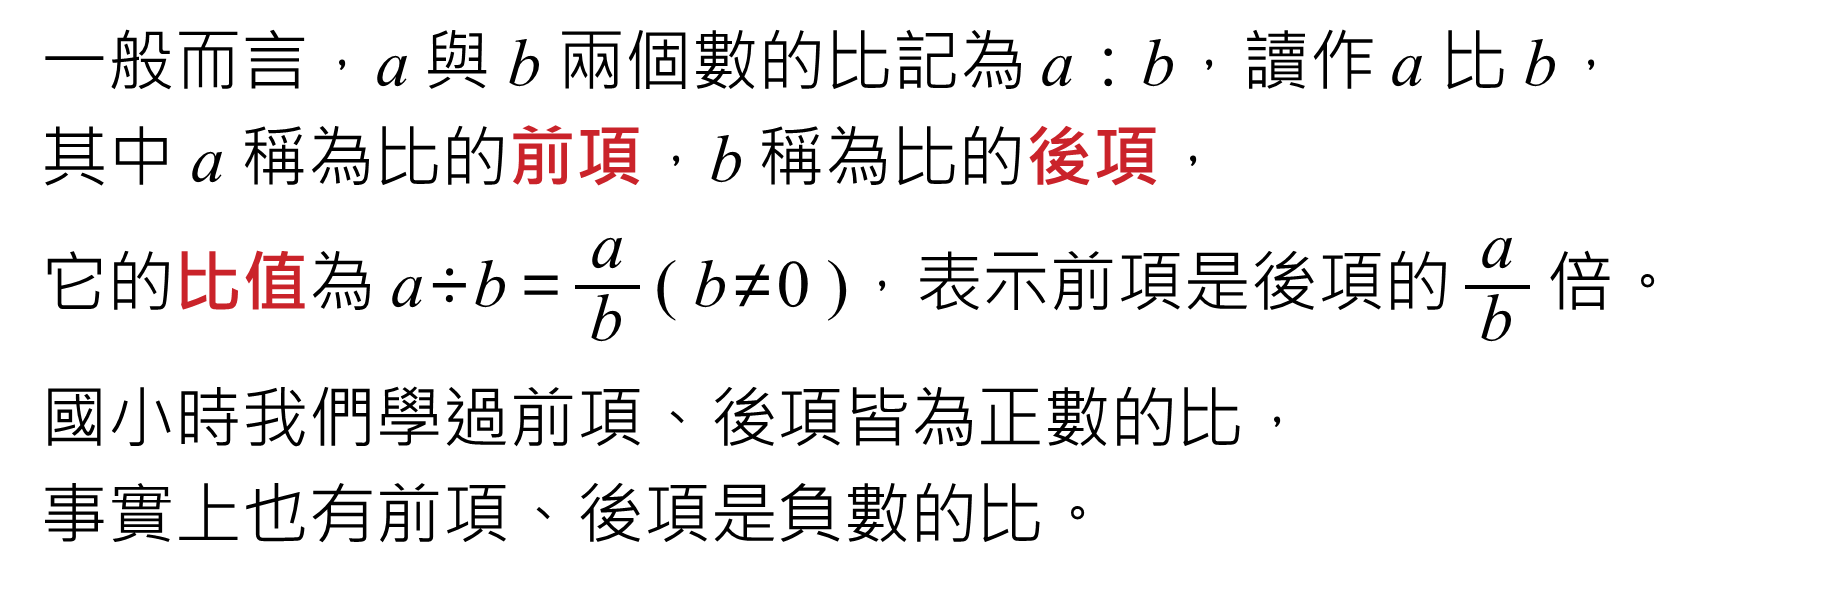 一般而言，a 與 b 兩個數的比記為 a：b，讀作 a 比 b，
其中 a 稱為比的前項，b 稱為比的後項，
它的比值為 a÷b＝a/b（b≠0），表示前項是後項的 a/b 倍。
國小時我們學過前項、後項皆為正數的比，
事實上也有前項、後項是負數的比。